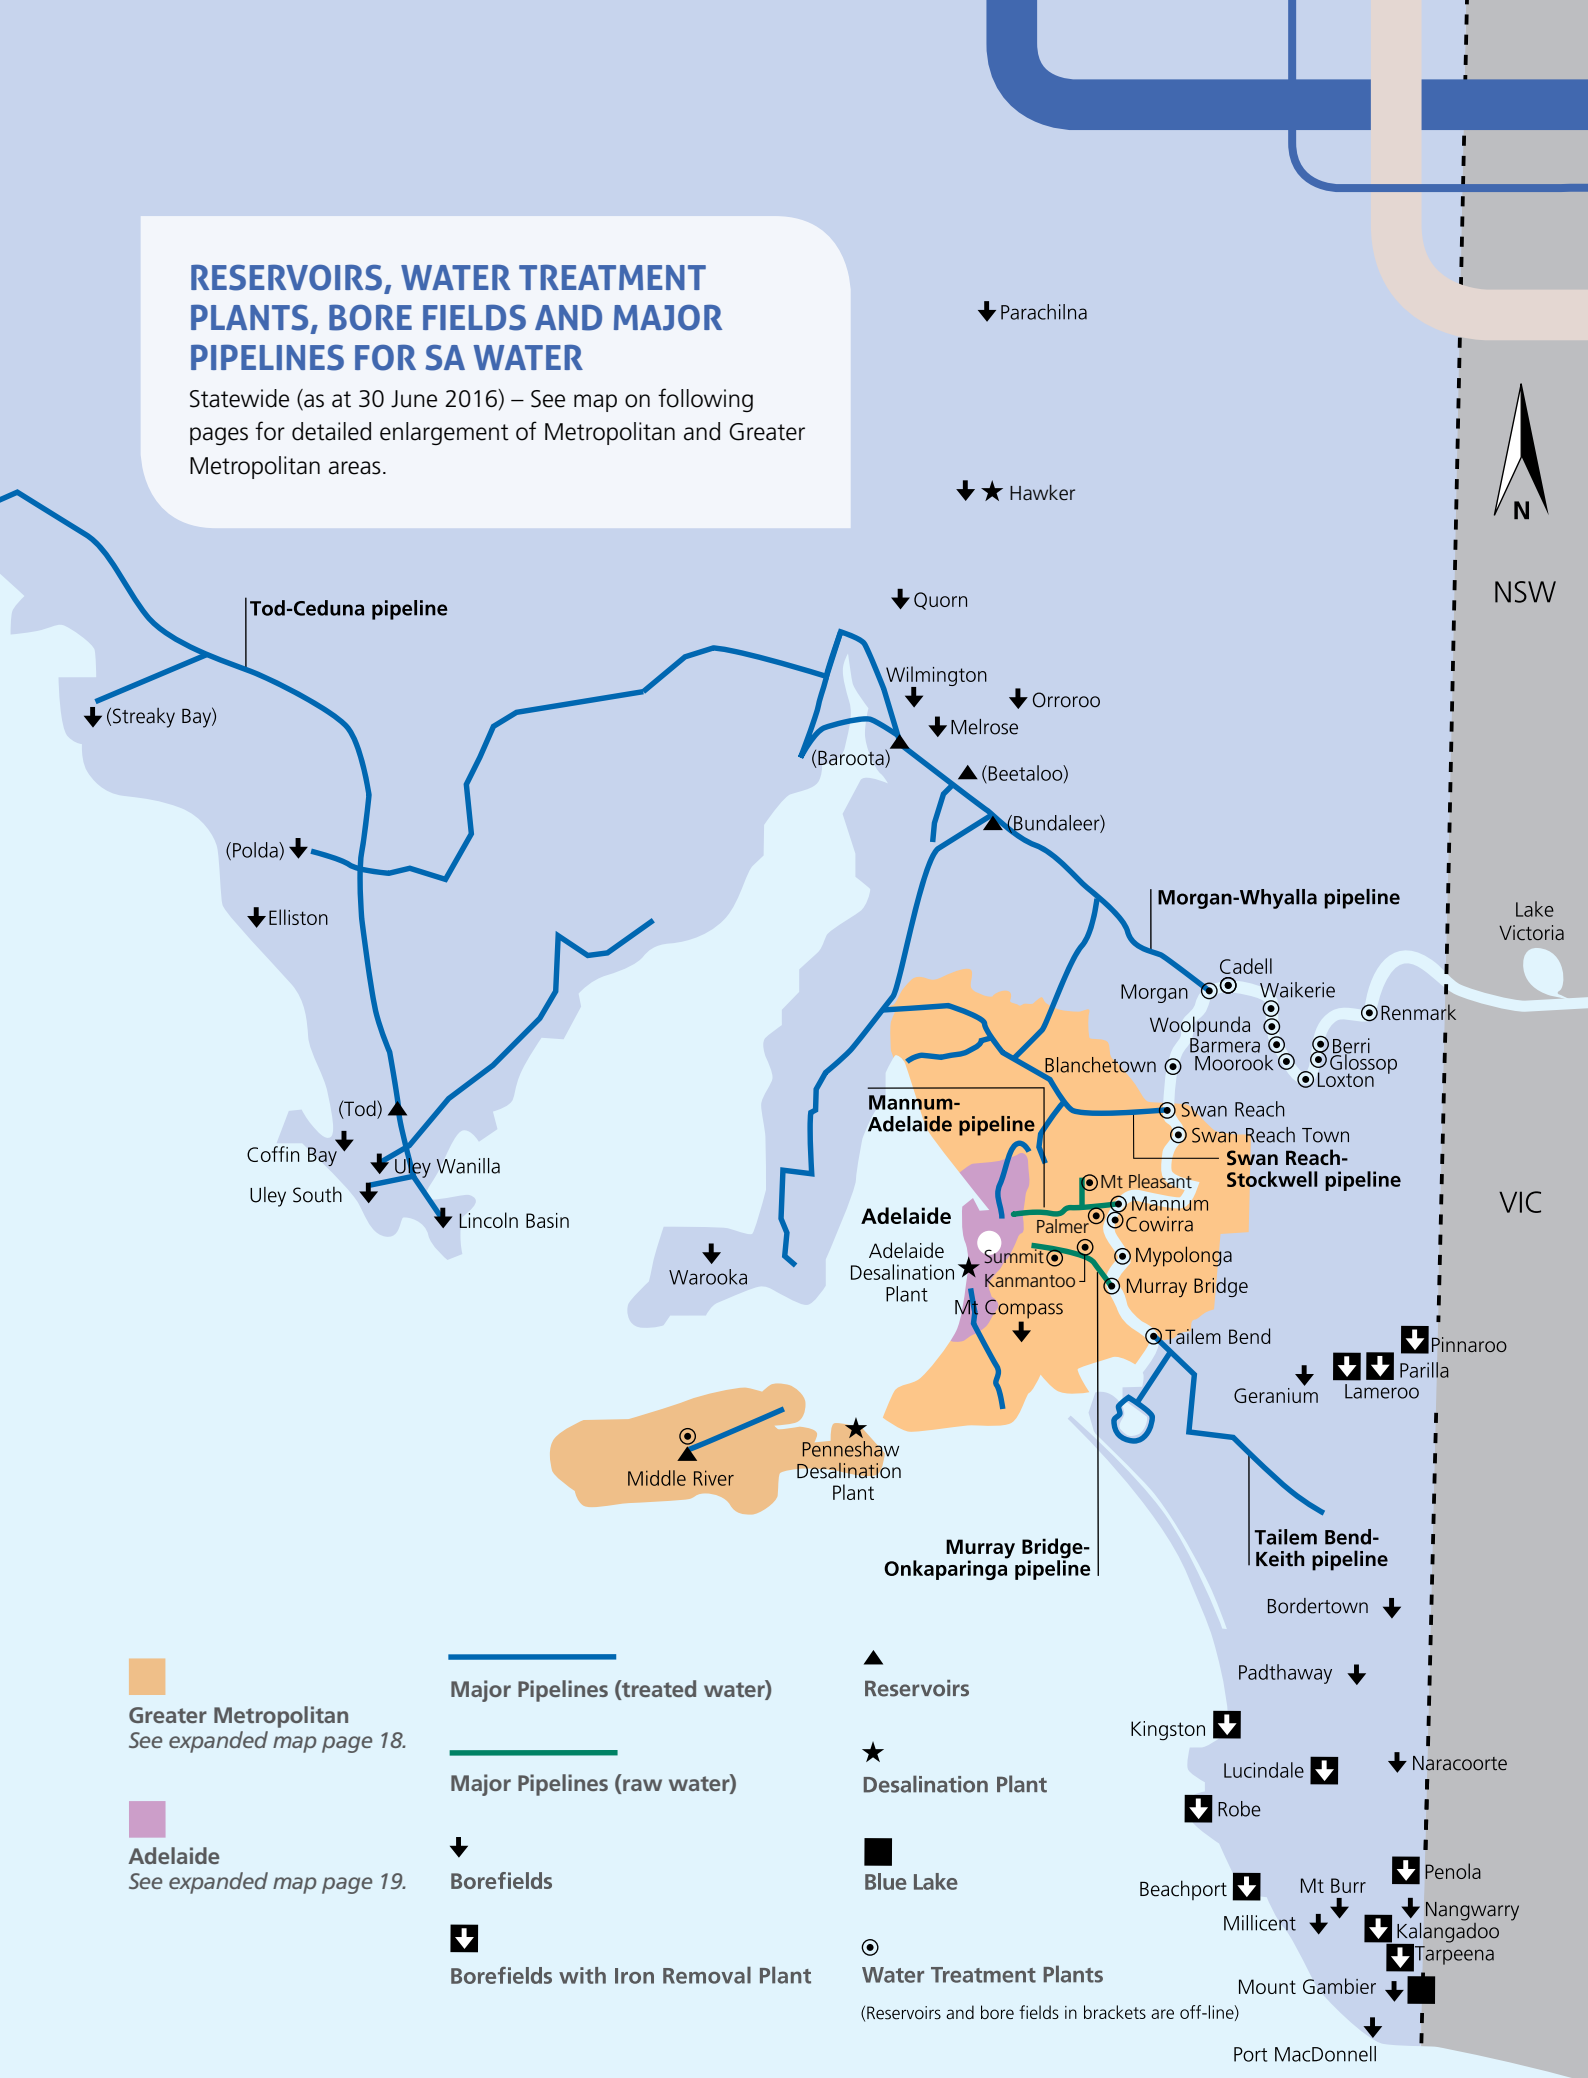 RESERVOIRS, WATER TREATMENT
PLANTS, BORE FIELDS AND MAJOR
PIPELINES FOR SA WATER
Statewide (as at 30 June 2016) – See map on following
pages for detailed enlargement of Metropolitan and Greater
Metropolitan areas.
Parachilna
Hawker
N
NSW
Quorn
Tod-Ceduna pipeline
Wilmington
Orroroo
(Streaky Bay)
Melrose
(Baroota)
(Beetaloo)
(Bundaleer)
(Polda)
Elliston
Morgan-Whyalla pipeline
Lake
Victoria
Cadell
Morgan
Waikerie
Renmark
Woolpunda
Barmera
Berri
Blanchetown
Moorook
Glossop
Loxton
Mannum-
Adelaide pipeline
(Tod)
Swan Reach
Swan Reach Town
Coffin Bay
Uley Wanilla
Swan Reach-
Stockwell pipeline
Uley South
Mt Pleasant
Mannum
VIC
Lincoln Basin
Adelaide
Palmer
Cowirra
Adelaide
Desalination
Plant
Summit
Mypolonga
Warooka
Kanmantoo
Murray Bridge
Mt Compass
Tailem Bend
Pinnaroo
Parilla
Geranium
Lameroo
Penneshaw
Desalination
Plant
Middle River
Murray Bridge-
Onkaparinga pipeline
Tailem Bend-
Keith pipeline
Bordertown
Padthaway
Kingston
Lucindale
Naracoorte
Robe
Penola
Beachport
Mt Burr
Nangwarry
Millicent
Kalangadoo
Tarpeena
Mount Gambier
Port MacDonnell
Greater Metropolitan
See expanded map page 18.
Adelaide
See expanded map page 19.
Major Pipelines (treated water)
Major Pipelines (raw water)
Borefields
Borefields with Iron Removal Plant
Reservoirs
Desalination Plant
Blue Lake
Water Treatment Plants
(Reservoirs and bore fields in brackets are off-line)